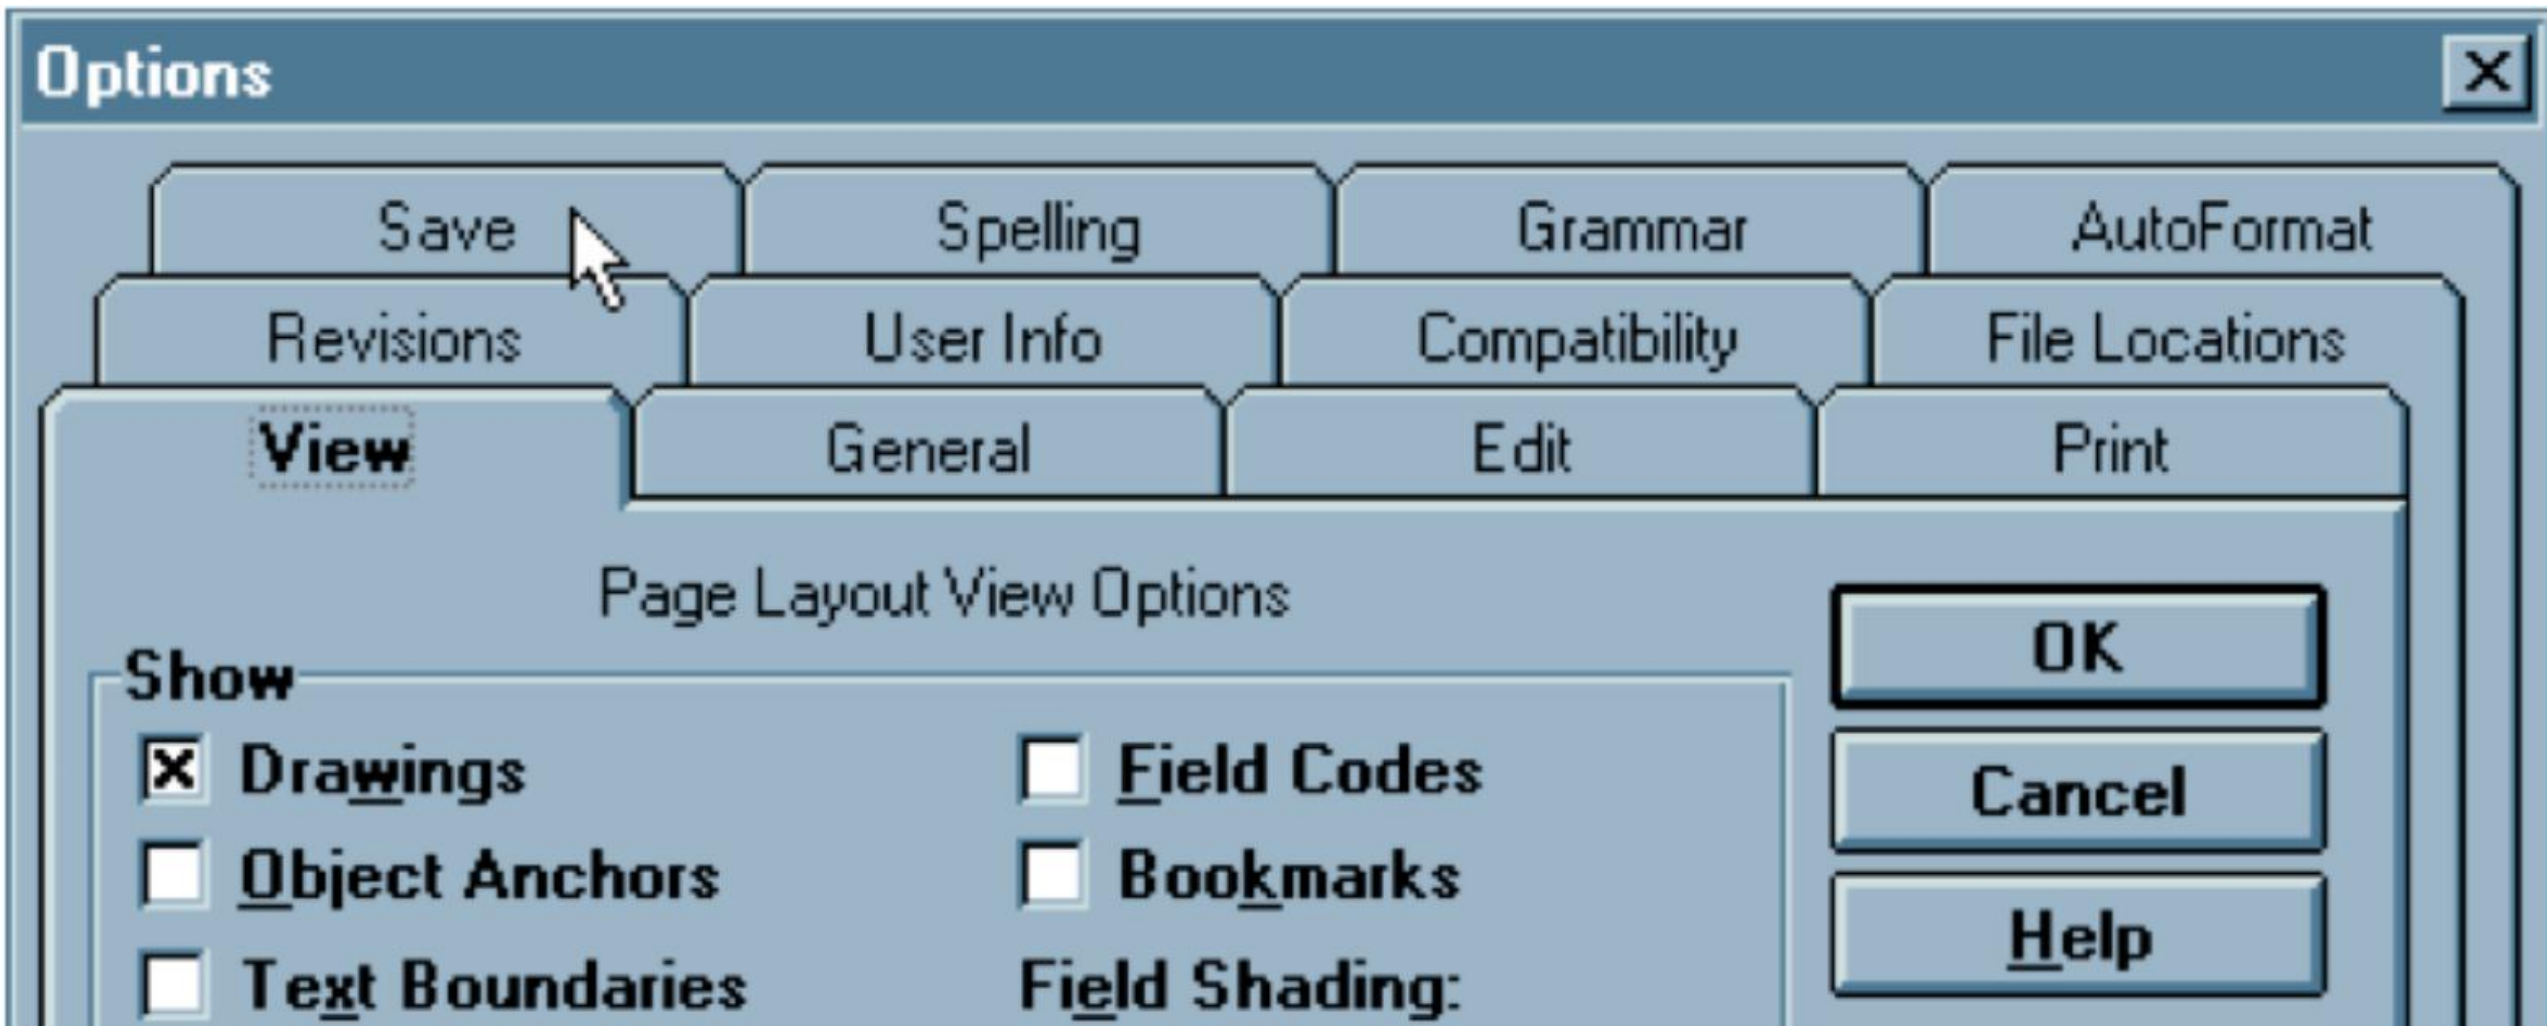 Options
Save Spelling Grammar AutoFormat
Revisions User Info Compatibility File Locations
View General Edit Print
Page Layout View Options
OK
Show
Drawings Field Codes
Cancel
Object Anchors Bookmarks
Help
Text Boundaries Field Shading: